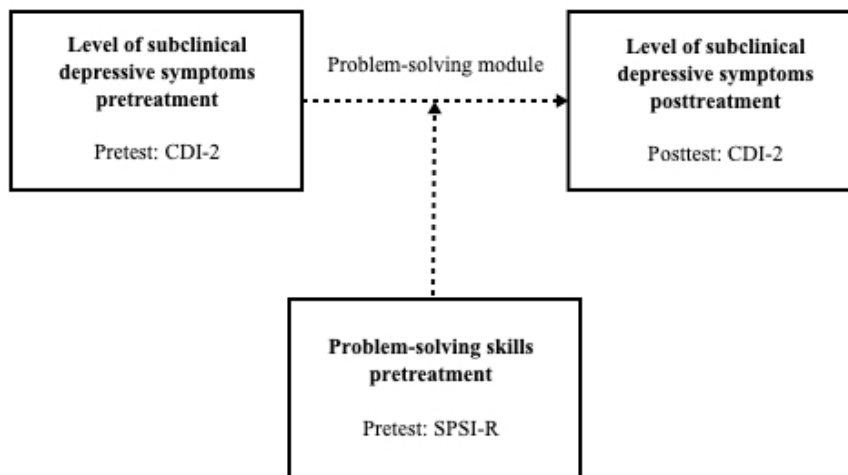 Level of subclinical
depressive symptoms
pretreatment
Pretest: CDI-2
Problem-solving module
Level of subclinical
depressive symptoms
posttreatment
Posttest: CDI-2
Problem-solving skills
pretreatment
Pretest: SPSI-R